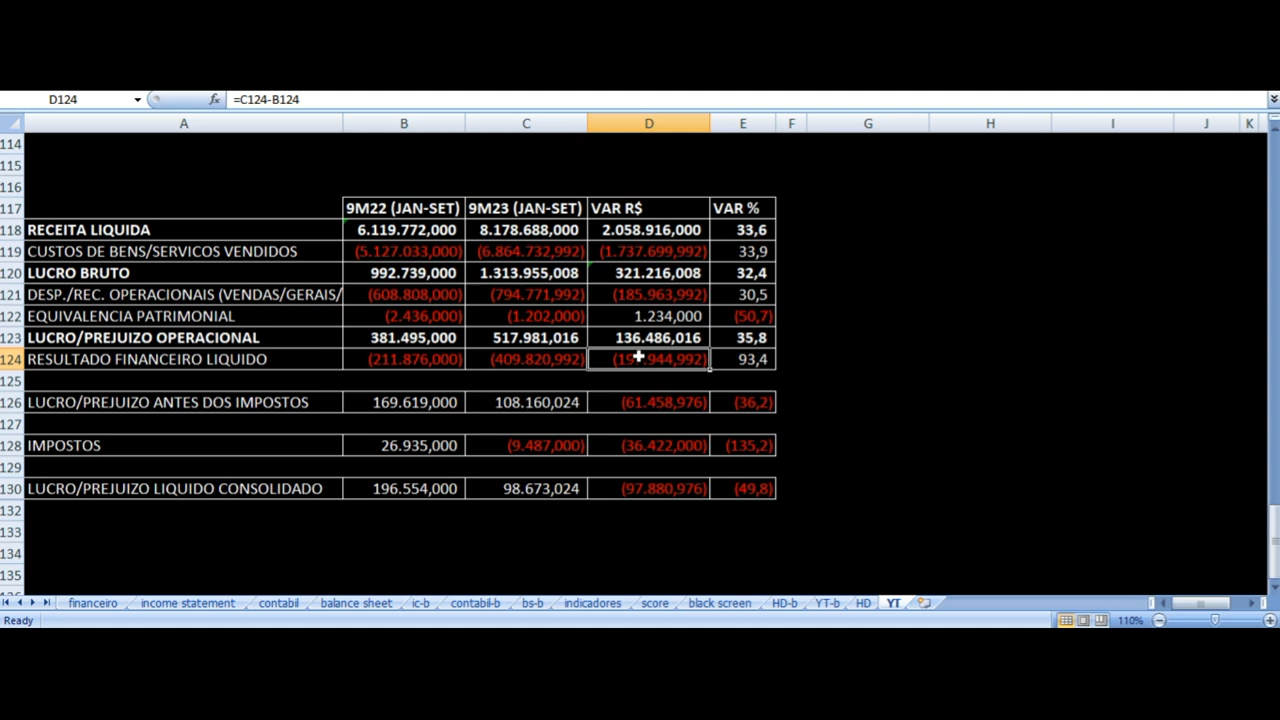 D124 fx =C124-B124
A B C D E F G H I J K
114
115
116
117 9M22 (JAN-SET) 9M23 (JAN-SET) VAR R$ VAR %
118 RECEITA LIQUIDA 6.119.772,000 8.178.688,000 2.058.916,000 33,6
119 CUSTOS DE BENS/SERVICOS VENDIDOS (5.127.033,000) (6.864.732,992) (1.737.699,992) 33,9
120 LUCRO BRUTO 992.739,000 1.313.955,008 321.216,008 32,4
121 DESP./REC. OPERACIONAIS (VENDAS/GERAIS/ (608.808,000) (794.771,992) (185.963,992) 30,5
122 EQUIVALENCIA PATRIMONIAL (2.436,000) (1.202,000) 1.234,000 (50,7)
123 LUCRO/PREJUIZO OPERACIONAL 381.495,000 517.981,016 136.486,016 35,8
124 RESULTADO FINANCEIRO LIQUIDO (211.876,000) (409.820,992) 93,4
125
126 LUCRO/PREJUIZO ANTES DOS IMPOSTOS 169.619,000 108.160,024 (61.458,976) (36,2)
127
128 IMPOSTOS 26.935,000 (9.487,000) (36.422,000) (135,2)
129
130 LUCRO/PREJUIZO LIQUIDO CONSOLIDADO 196.554,000 98.673,024 (97.880,976) (49,8)
132
133
134
135
financeiro income statement contabil balance sheet ic-b contabil-b bs-b indicadores score black screen HD-b YT-b HD YT
Ready 110%